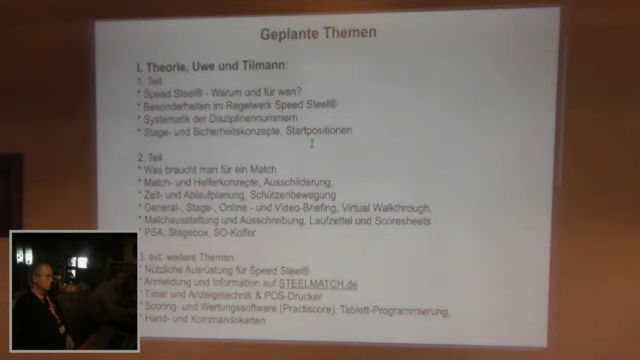 Geplante Themen
I. Theorie, Uwe und Tilmann:
1. Teil
* Speed Steel® - Warum und für wen?
* Besonderheiten im Regelwerk Speed Steel®
* Systematik der Disziplinennummern
* Stage- und Sicherheitskonzepte, Startpositionen
2. Teil
* Was braucht man für ein Match
* Match- und Helferkonzepte, Ausschilderung,
* Zeit- und Ablaufplanung, Schützenbewegung
* General-, Stage-, Online - und Video-Briefing, Virtual Walkthrough,
* Matchausstattung und Ausschreibung, Laufzettel und Scoresheets
* PSA, Stagebox, SO-Koffer
3. evt. weitere Themen
* Nützliche Ausrüstung für Speed Steel®
* Anmeldung und Information auf STEELMATCH.de
* Timer und Anzeigetechnik & POS-Drucker
* Scoring- und Wertungssoftware (Practiscore), Tablett-Programmierung,
* Hand- und Kommandokarten